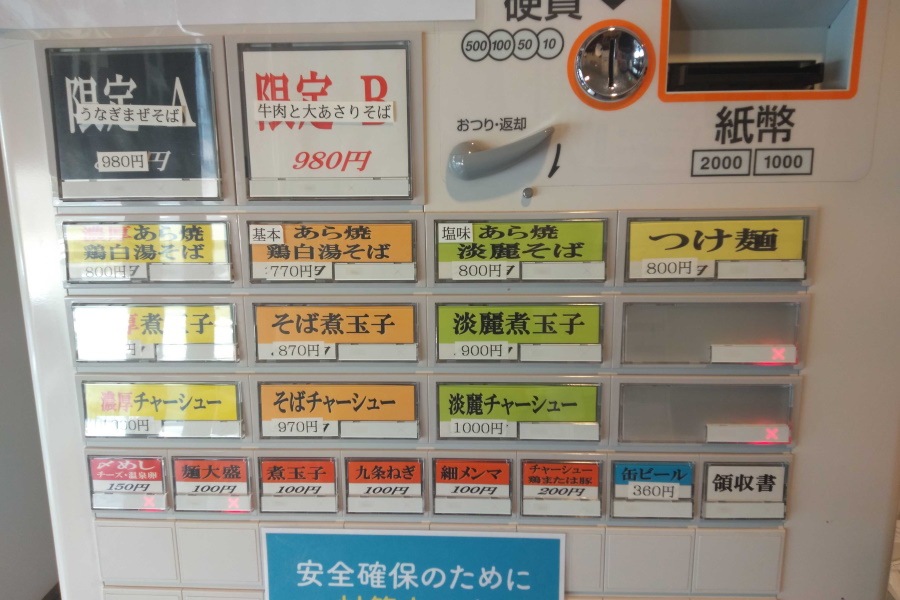 硬貨
500 100 50 10
おつり・返却
紙幣
2000 1000
限定 A
うなぎまぜそば
980円
限定 B
牛肉と大あさりそば
980円
濃厚 あら焼
鶏白湯そば
800円
基本 あら焼
鶏白湯そば
770円
塩味 あら焼
淡麗そば
800円
つけ麺
800円
煮玉子
円
そば煮玉子
870円
淡麗煮玉子
900円
濃厚チャーシュー
そばチャーシュー
970円
淡麗チャーシュー
1000円
〆めし
チーズ・温泉卵
150円
麺大盛
100円
煮玉子
100円
九条ねぎ
100円
細メンマ
100円
チャーシュー
鶏または豚
200円
缶ビール
360円
領収書
安全確保のために